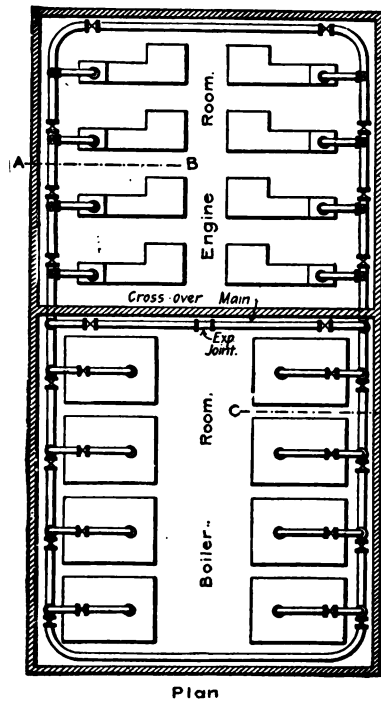 Room.
A
B
Engine
Cross-over Main
Exp.
Joint.
Room.
C
Boiler..
Plan